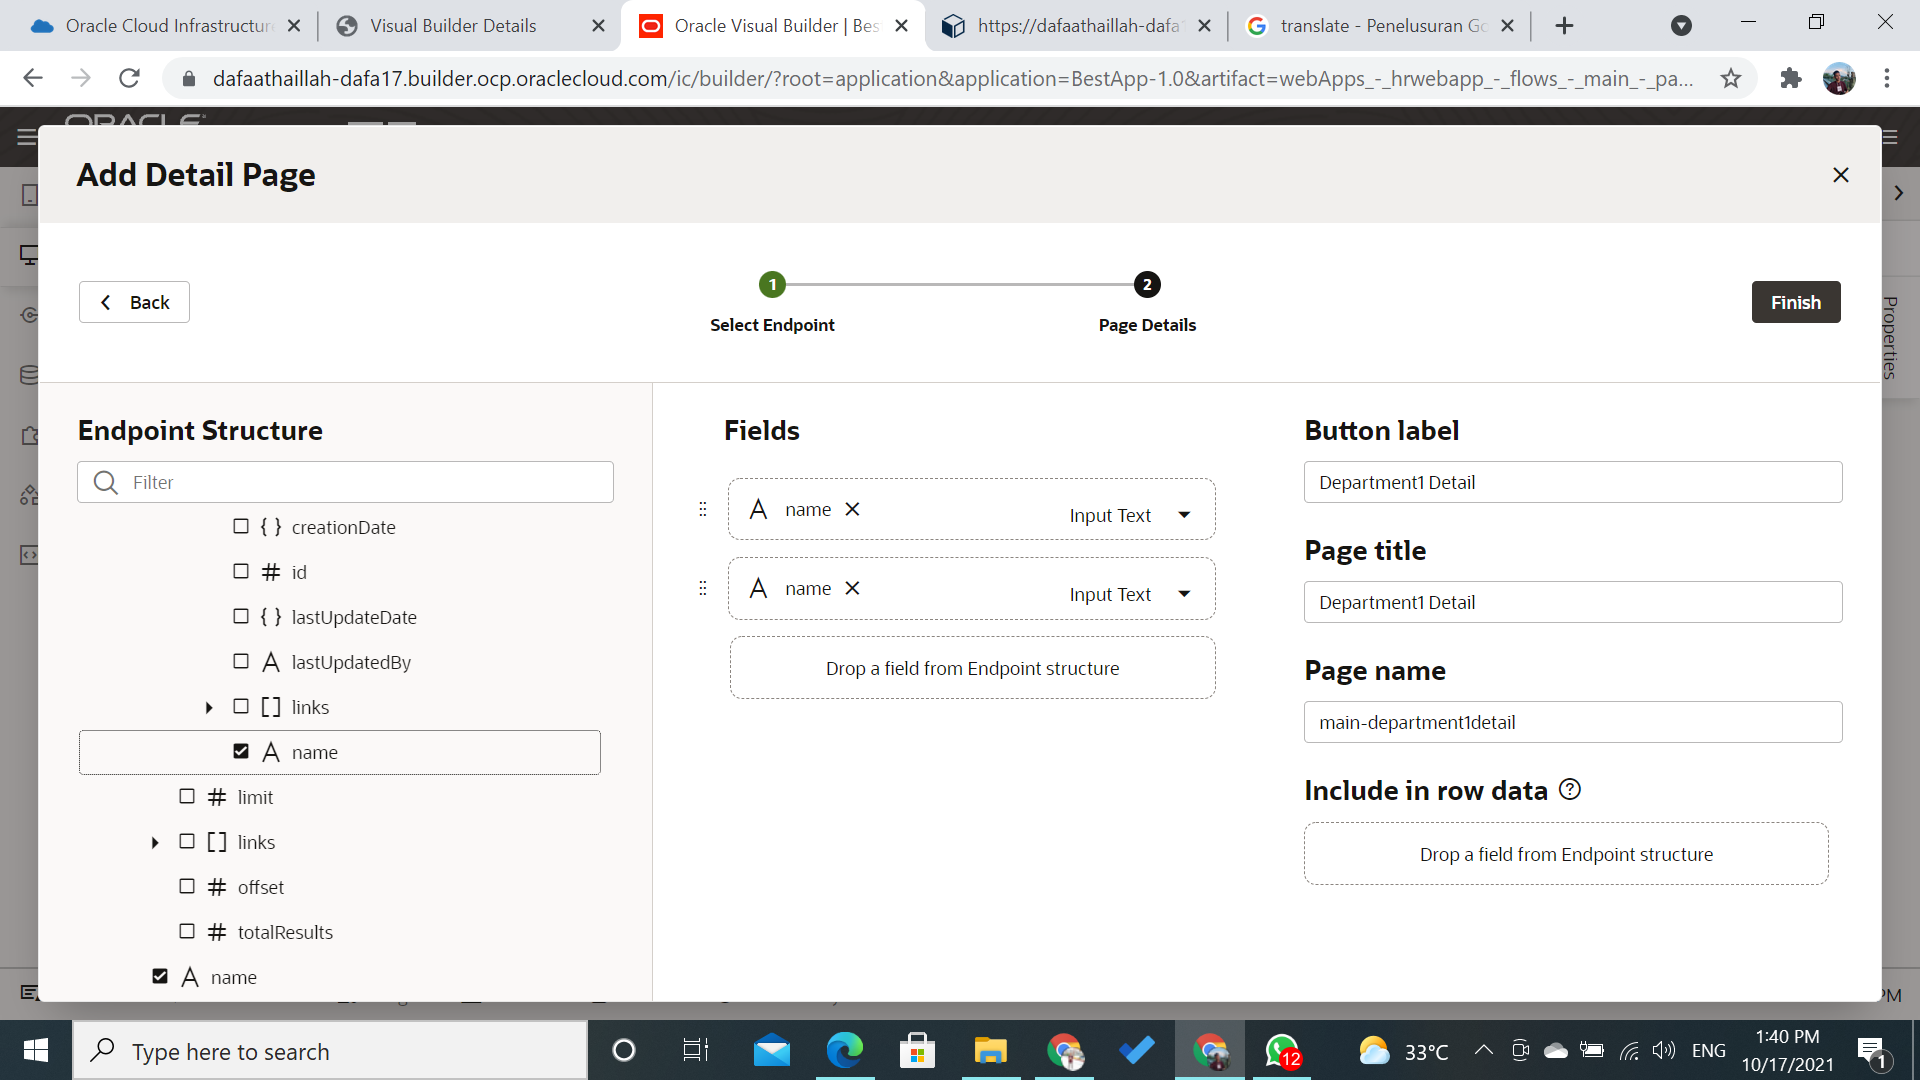 Oracle Cloud Infrastructure
Visual Builder Details
Oracle Visual Builder | Bes
https://dafaathaillah-dafa1
translate - Penelusuran Go
dafaathaillah-dafa17.builder.ocp.oraclecloud.com/ic/builder/?root=application&application=BestApp-1.0&artifact=webApps_-_hrwebapp_-_flows_-_main_-_pa...
ORACLE
Add Detail Page
Back
1
2
Select Endpoint
Page Details
Finish
Properties
Endpoint Structure
Filter
{ } creationDate
# id
{ } lastUpdateDate
A lastUpdatedBy
[ ] links
A name
# limit
[ ] links
# offset
# totalResults
A name
Fields
A name Input Text
A name Input Text
Drop a field from Endpoint structure
Button label
Department1 Detail
Page title
Department1 Detail
Page name
main-department1detail
Include in row data ?
Drop a field from Endpoint structure
PM
Type here to search
12
33°C
ENG
1:40 PM
10/17/2021
1